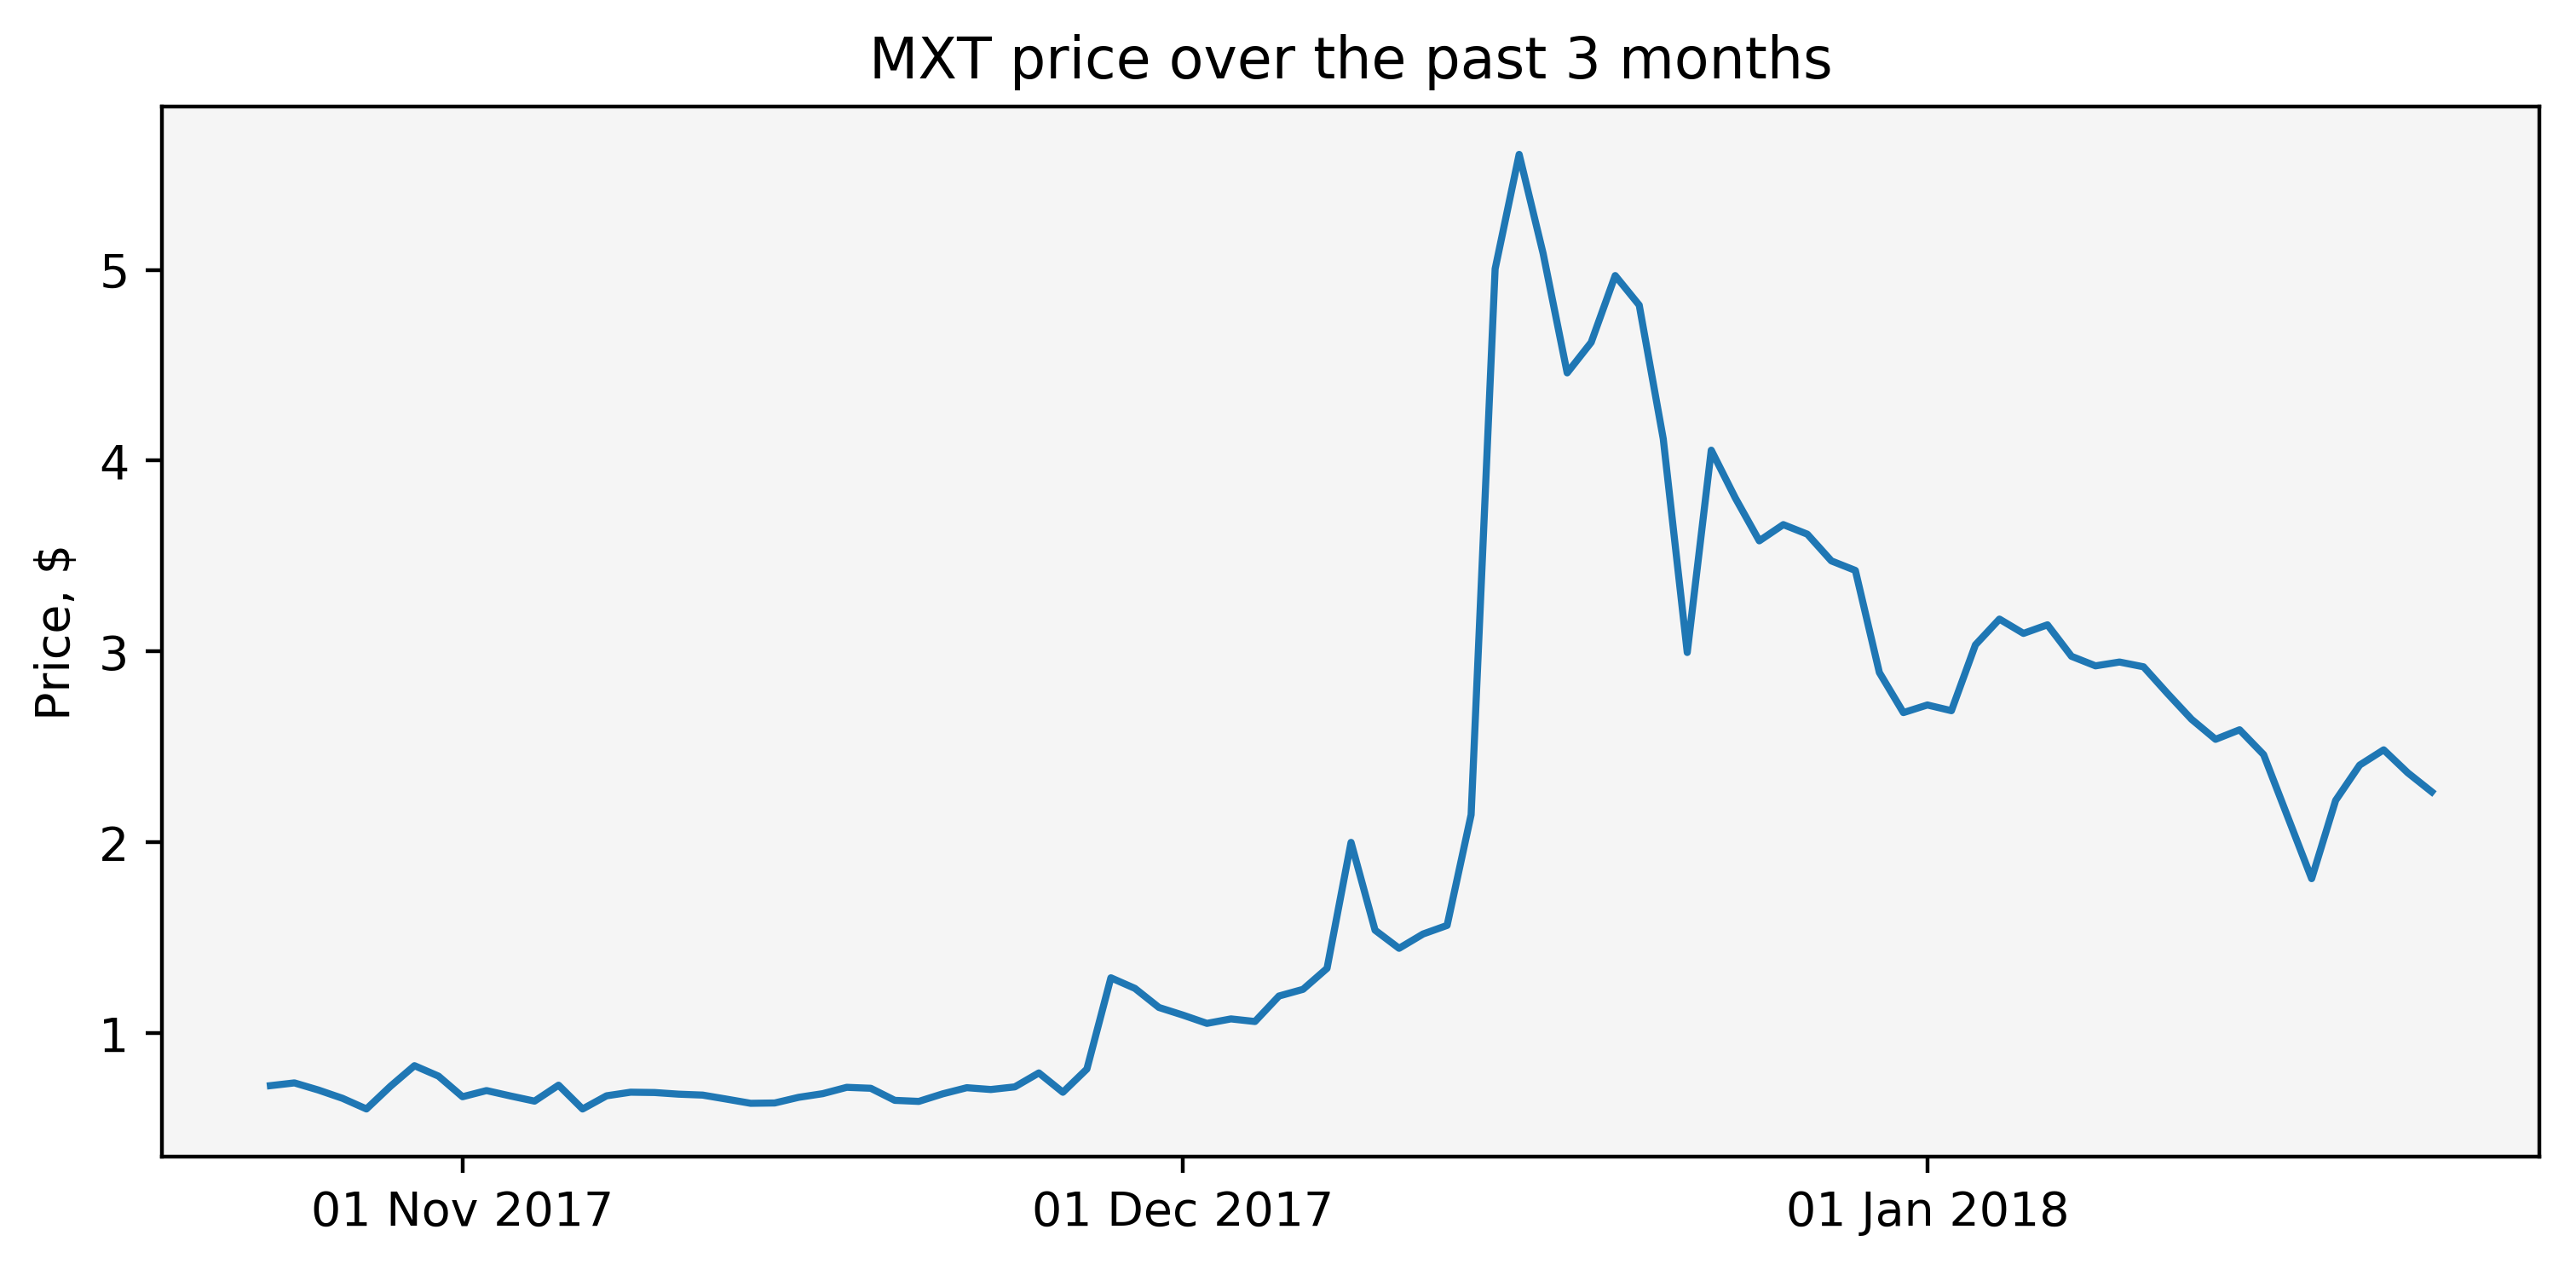 MXT price over the past 3 months
Price, $
5
4
3
2
1
01 Nov 2017
01 Dec 2017
01 Jan 2018